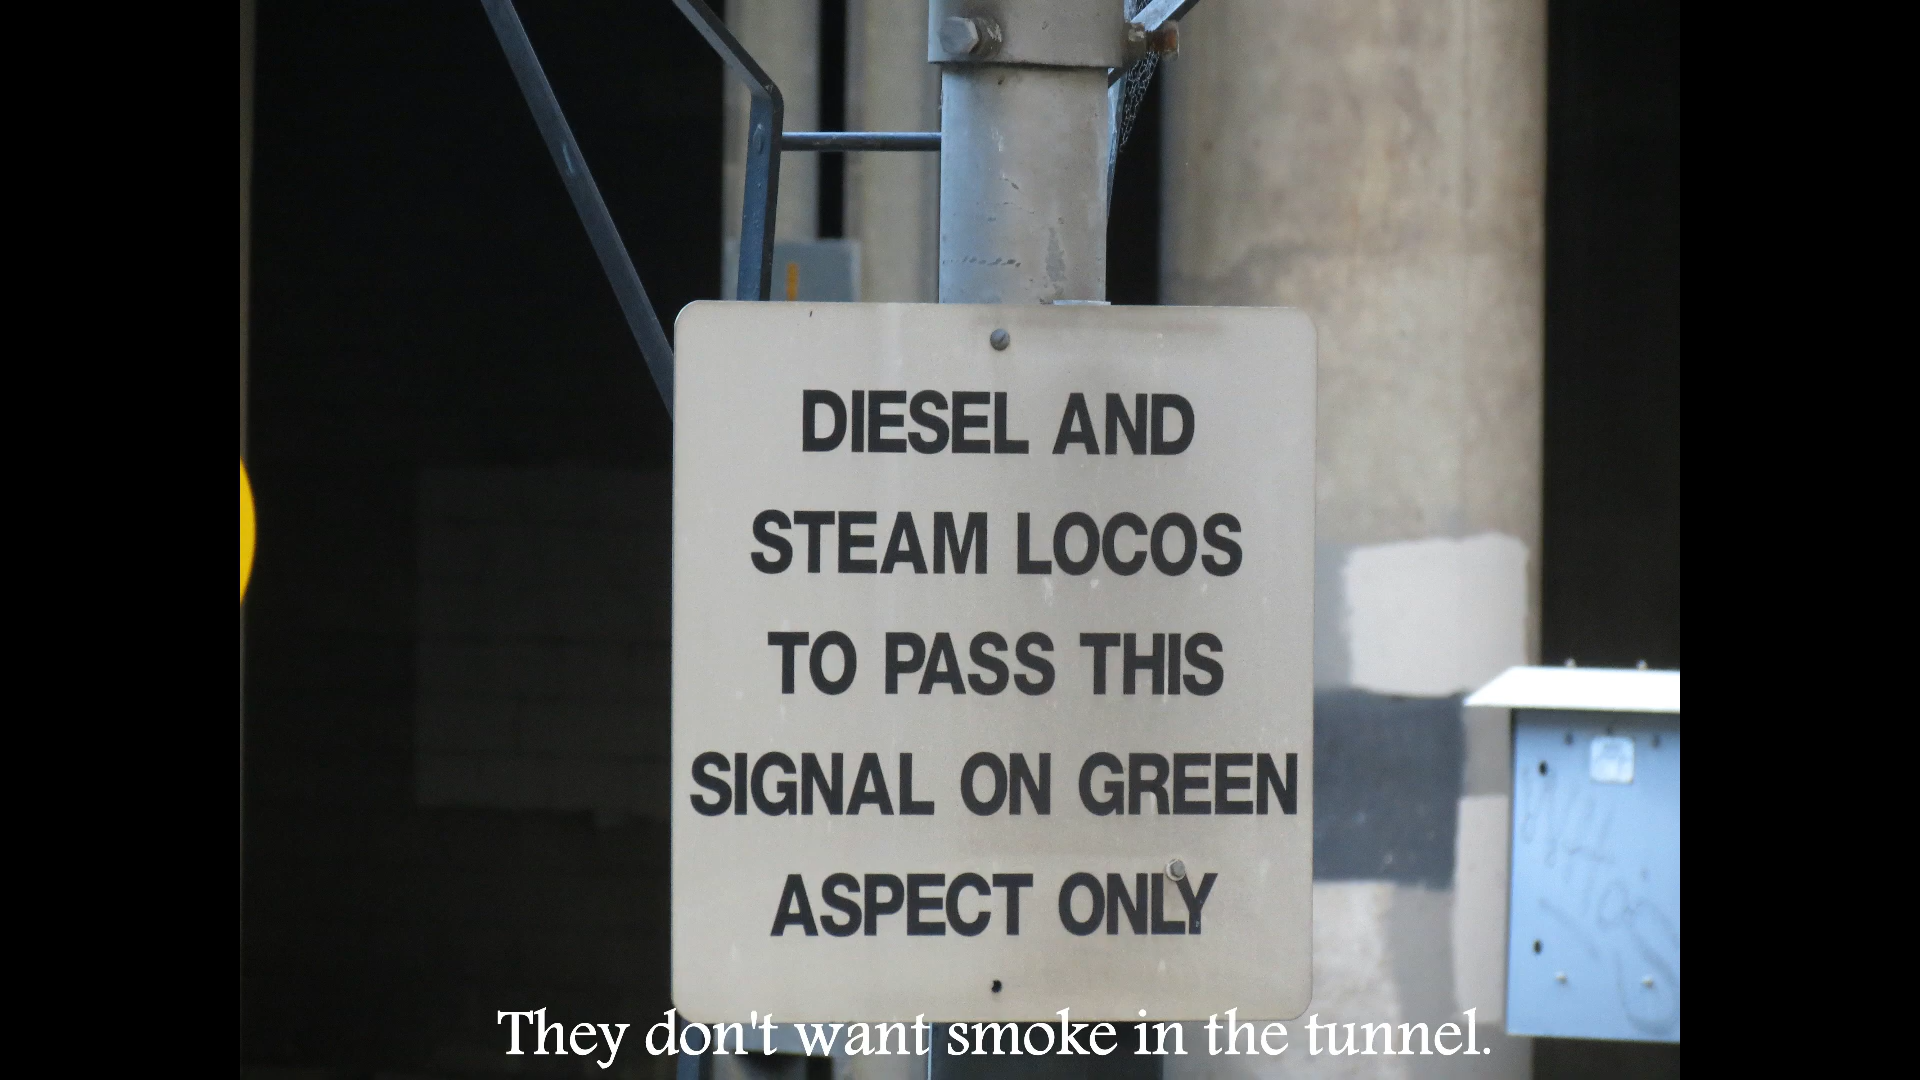 DIESEL AND
STEAM LOCOS
TO PASS THIS
SIGNAL ON GREEN
ASPECT ONLY
They don't want smoke in the tunnel.